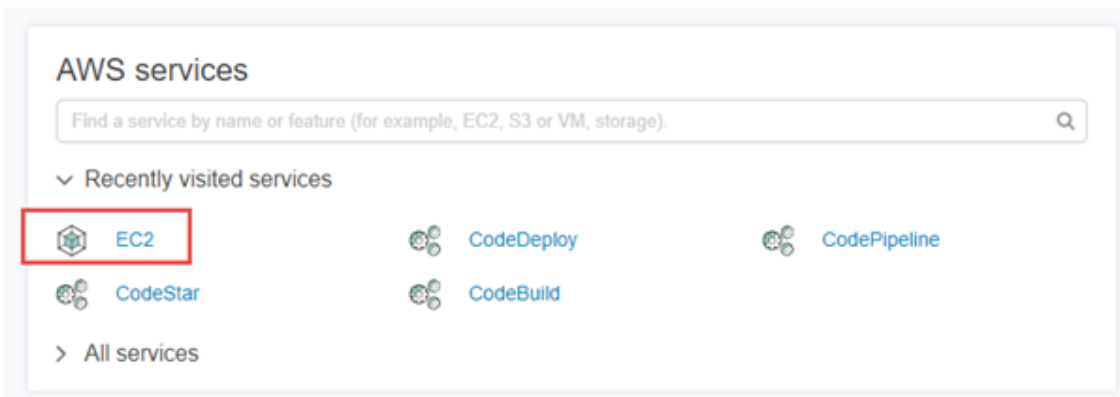 AWS services
Find a service by name or feature (for example, EC2, S3 or VM, storage).
Recently visited services
EC2 CodeDeploy CodePipeline
CodeStar CodeBuild
All services